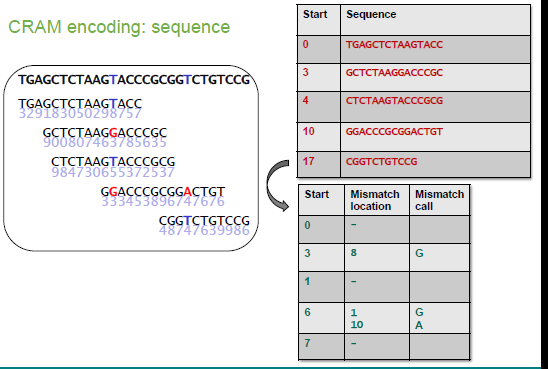 CRAM encoding: sequence
TGAGCTCTAAGTACCCGCGGTCTGTCCG
TGAGCTCTAAGTACC
329183050298757
GCTCTAAGGACCCGC
900807463785635
CTCTAAGTACCCGCG
984730655372537
GGACCCGCGGACTGT
333453896747676
CGGTCTGTCCG
48747639986
Start Sequence
0 TGAGCTCTAAGTACC
3 GCTCTAAGGACCCGC
4 CTCTAAGTACCCGCG
10 GGACCCGCGGACTGT
17 CGGTCTGTCCG
Start Mismatch location Mismatch call
0 -
3 8 G
1 -
6 1 G
10 A
7 -